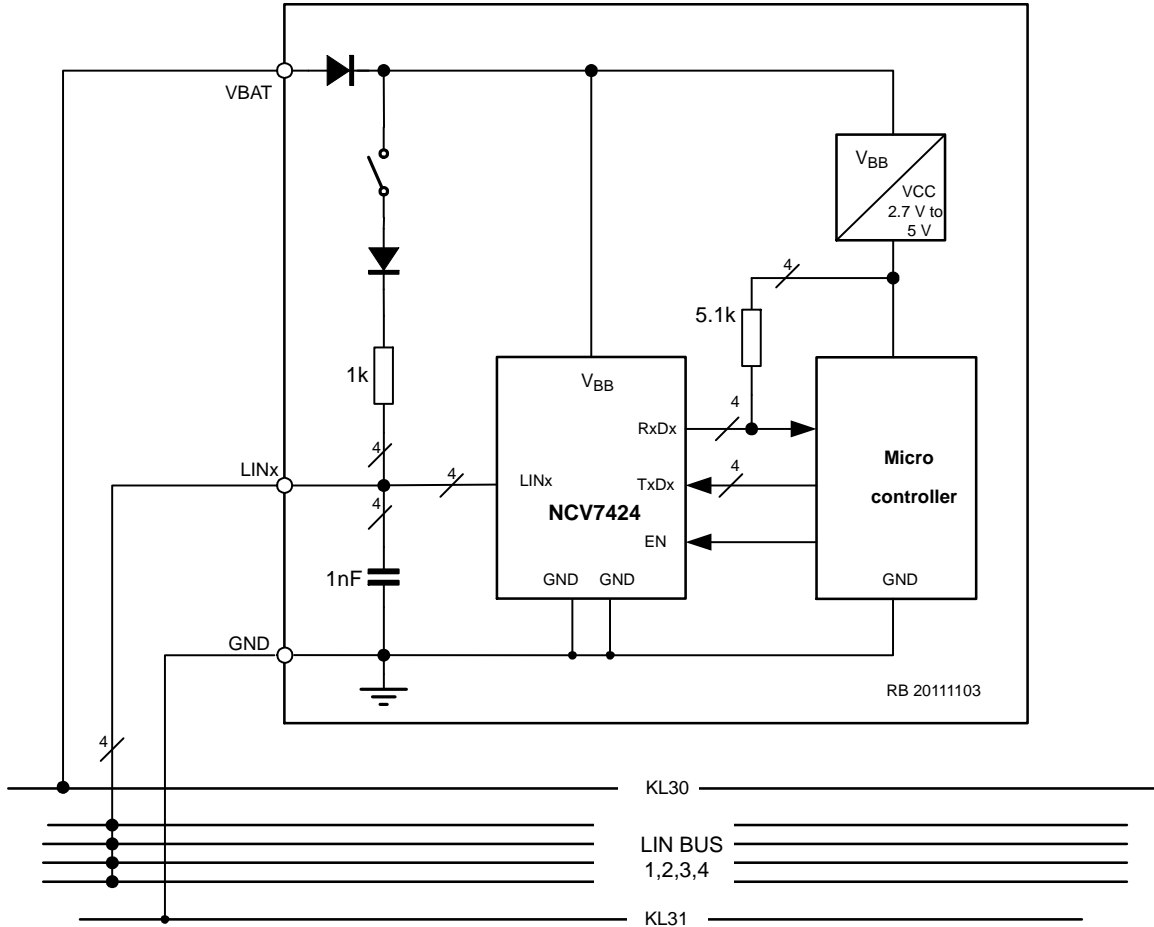 VBAT
VBB
VCC
2.7 V to
5 V
4
5.1k
1k
VBB
4
RxDx
Micro
controller
4
LINx
4
LINx
TxDx
4
4
NCV7424
EN
1nF
GND GND
GND
GND
RB 20111103
4
KL30
LIN BUS
1,2,3,4
KL31